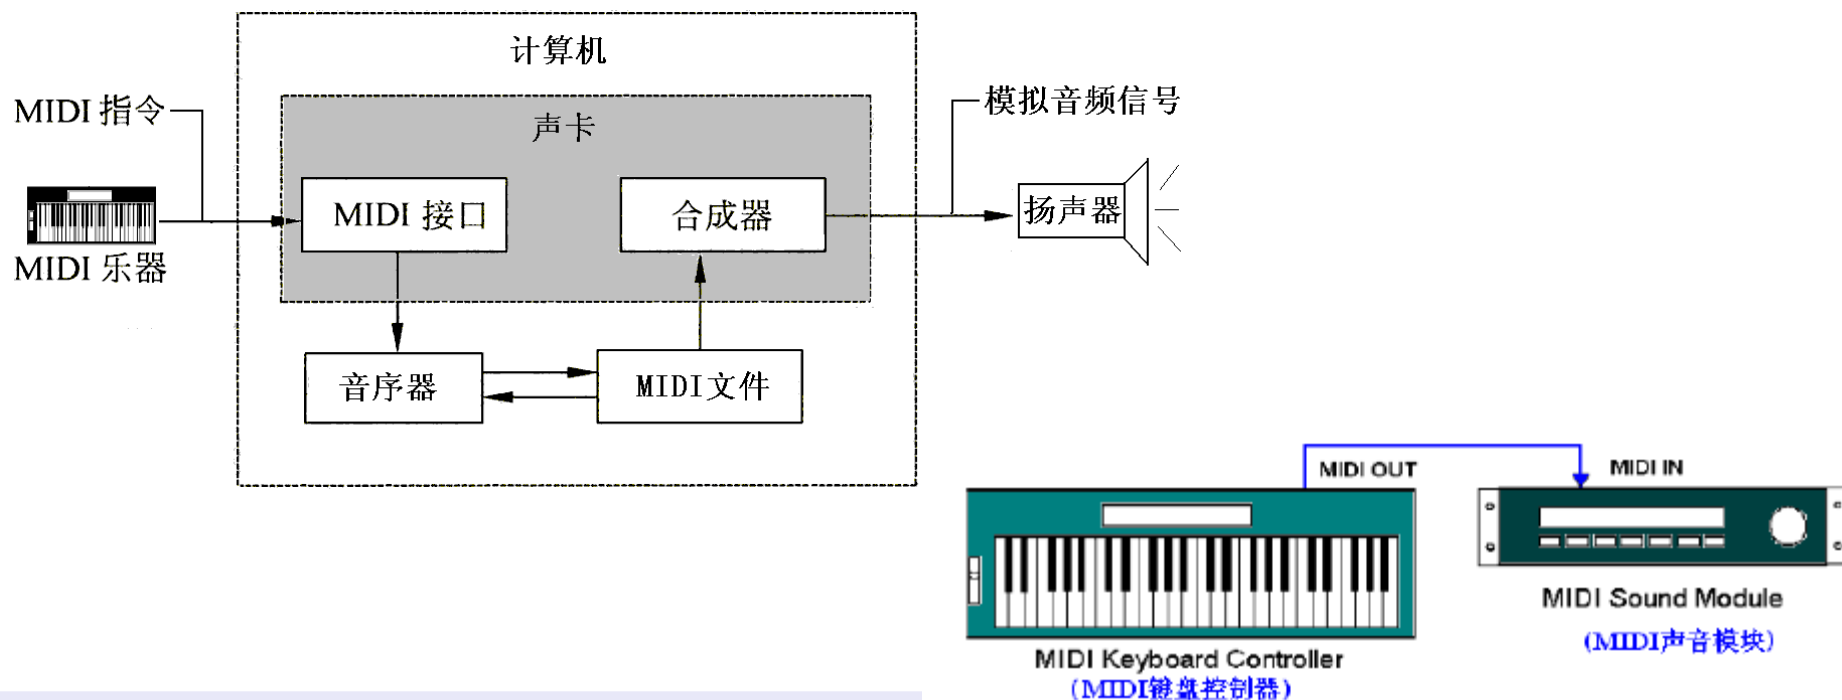 计算机
MIDI 指令
声卡
模拟音频信号
MIDI 接口
合成器
扬声器
MIDI 乐器
音序器
MIDI文件
MIDI OUT
MIDI IN
MIDI Sound Module
(MIDI声音模块)
MIDI Keyboard Controller
(MIDI键盘控制器)